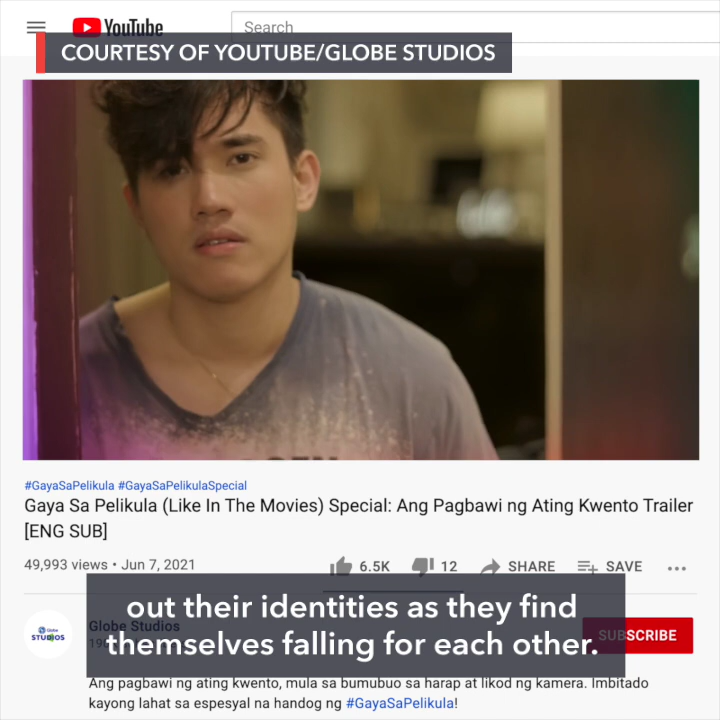 YouTube
Search
COURTESY OF YOUTUBE/GLOBE STUDIOS
#GayaSaPelikula #GayaSaPelikulaSpecial
Gaya Sa Pelikula (Like In The Movies) Special: Ang Pagbawi ng Ating Kwento Trailer
[ENG SUB]
49,993 views • Jun 7, 2021
6.5K 12 SHARE SAVE
out their identities as they find
themselves falling for each other.
Globe
STUDIOS
Globe Studios
SUBSCRIBE
Ang pagbawi ng ating kwento, mula sa bumubuo sa harap at likod ng kamera. Imbitado
kayong lahat sa espesyal na handog ng #GayaSaPelikula!